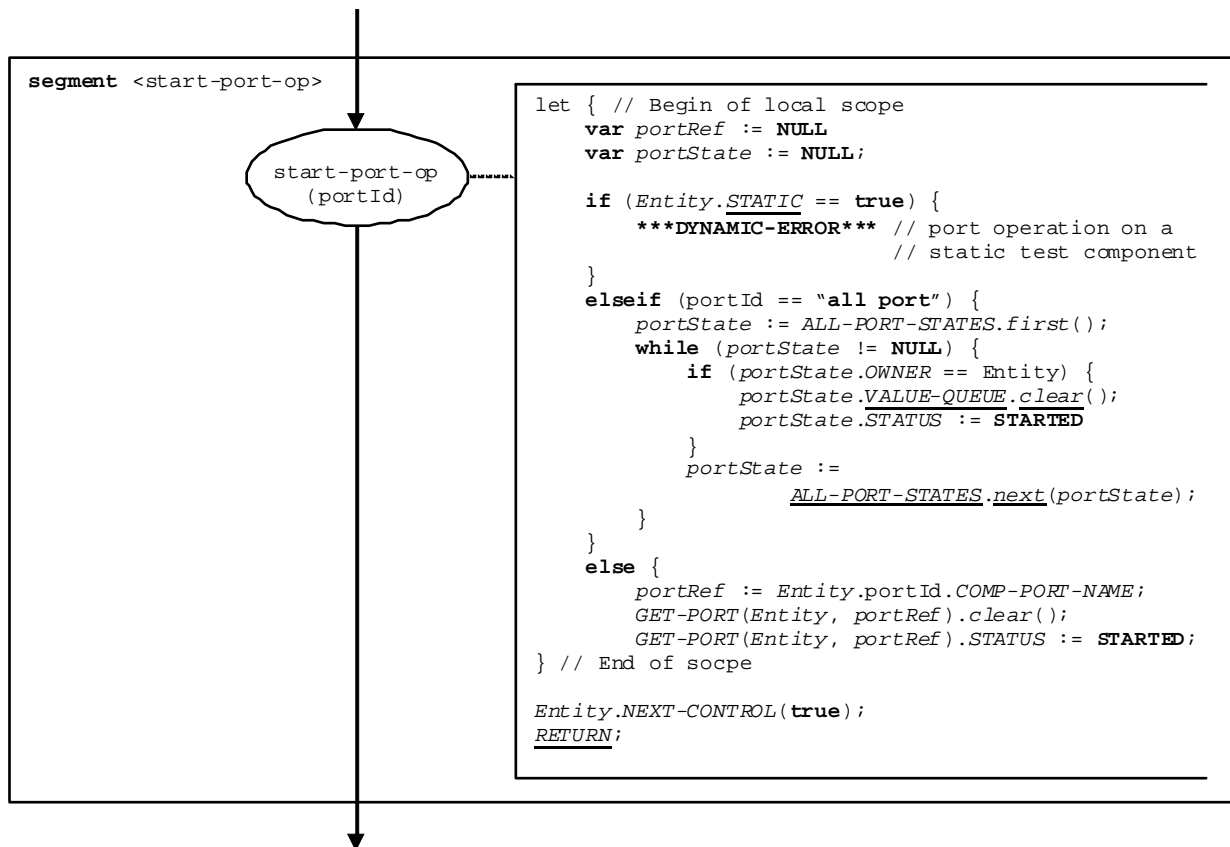 segment <start-port-op>
start-port-op
(portId)
let { // Begin of local scope
var portRef := NULL
var portState := NULL;
if (Entity.STATIC == true) {
***DYNAMIC-ERROR*** // port operation on a
// static test component
}
elseif (portId == “all port”) {
portState := ALL-PORT-STATES.first();
while (portState != NULL) {
if (portState.OWNER == Entity) {
portState.VALUE-QUEUE.clear();
portState.STATUS := STARTED
}
portState :=
ALL-PORT-STATES.next(portState);
}
}
else {
portRef := Entity.portId.COMP-PORT-NAME;
GET-PORT(Entity, portRef).clear();
GET-PORT(Entity, portRef).STATUS := STARTED;
} // End of socpe
Entity.NEXT-CONTROL(true);
RETURN;